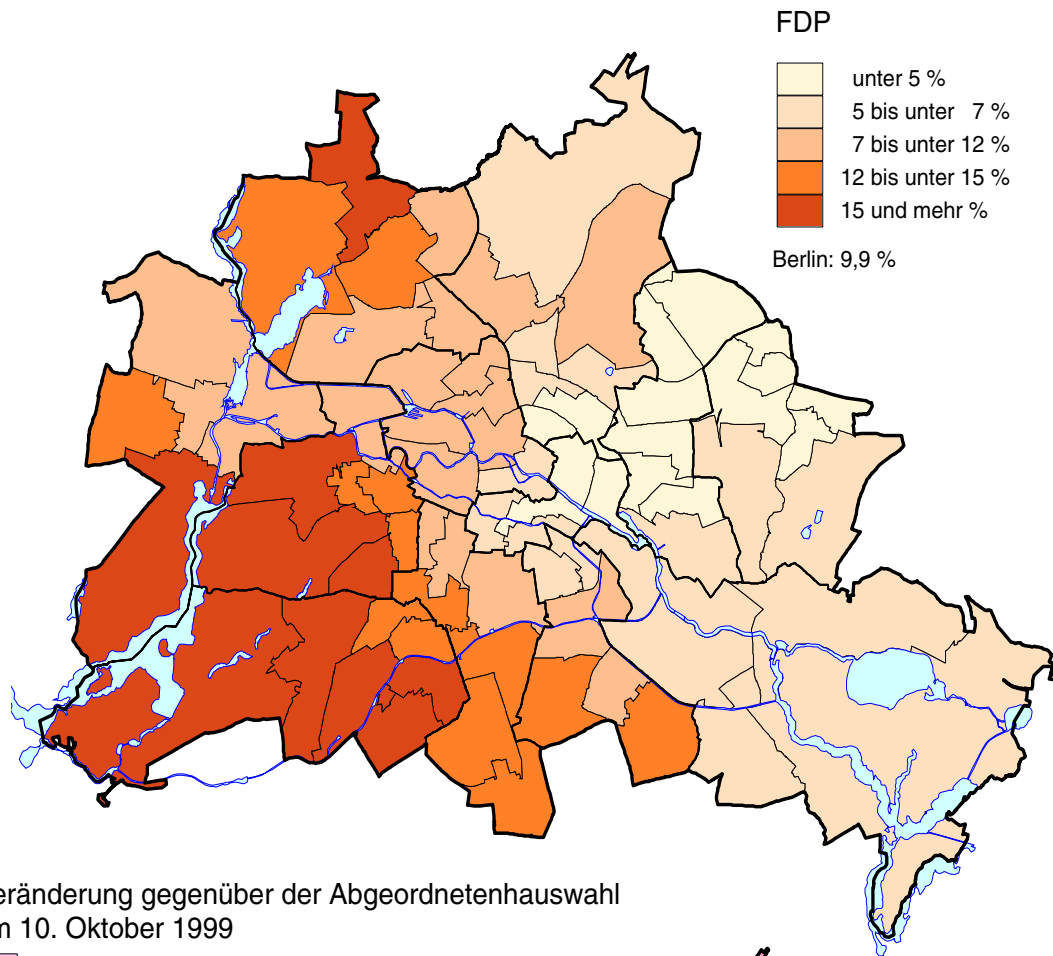 FDP
unter 5 %
5 bis unter 7 %
7 bis unter 12 %
12 bis unter 15 %
15 und mehr %
Berlin: 9,9 %
eränderung gegenüber der Abgeordnetenhauswahl
10. Oktober 1999